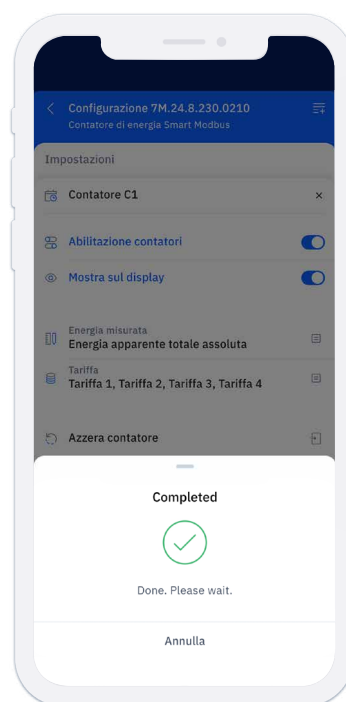 Configurazione 7M.24.8.230.0210
Contatore di energia Smart Modbus
Impostazioni
Contatore C1
Abilitazione contatori
Mostra sul display
Energia misurata
Energia apparente totale assoluta
Tariffa
Tariffa 1, Tariffa 2, Tariffa 3, Tariffa 4
Azzera contatore
Completed
Done. Please wait.
Annulla